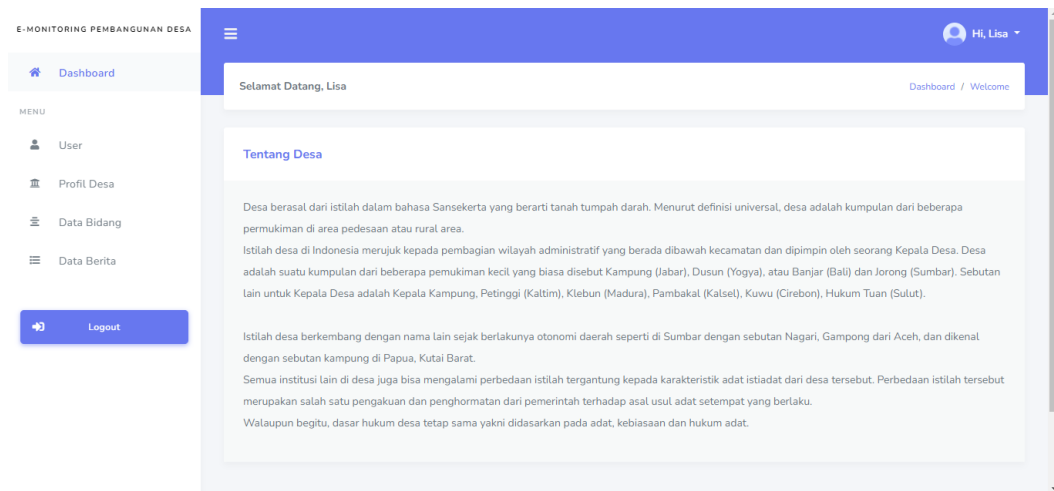 E-MONITORING PEMBANGUNAN DESA
Hi, Lisa
Dashboard
Selamat Datang, Lisa
Dashboard / Welcome
MENU
User
Profil Desa
Data Bidang
Data Berita
Logout
Tentang Desa
Desa berasal dari istilah dalam bahasa Sansekerta yang berarti tanah tumpah darah. Menurut definisi universal, desa adalah kumpulan dari beberapa
permukiman di area pedesaan atau rural area.
Istilah desa di Indonesia merujuk kepada pembagian wilayah administratif yang berada dibawah kecamatan dan dipimpin oleh seorang Kepala Desa. Desa
adalah suatu kumpulan dari beberapa pemukiman kecil yang biasa disebut Kampung (Jabar), Dusun (Yogya), atau Banjar (Bali) dan Jorong (Sumbar). Sebutan
lain untuk Kepala Desa adalah Kepala Kampung, Petinggi (Kaltim), Klebun (Madura), Pambakal (Kalsel), Kuwu (Cirebon), Hukum Tuan (Sulut).
Istilah desa berkembang dengan nama lain sejak berlakunya otonomi daerah seperti di Sumbar dengan sebutan Nagari, Gampong dari Aceh, dan dikenal
dengan sebutan kampung di Papua, Kutai Barat.
Semua institusi lain di desa juga bisa mengalami perbedaan istilah tergantung kepada karakteristik adat istiadat dari desa tersebut. Perbedaan istilah tersebut
merupakan salah satu pengakuan dan penghormatan dari pemerintah terhadap asal usul adat setempat yang berlaku.
Walaupun begitu, dasar hukum desa tetap sama yakni didasarkan pada adat, kebiasaan dan hukum adat.